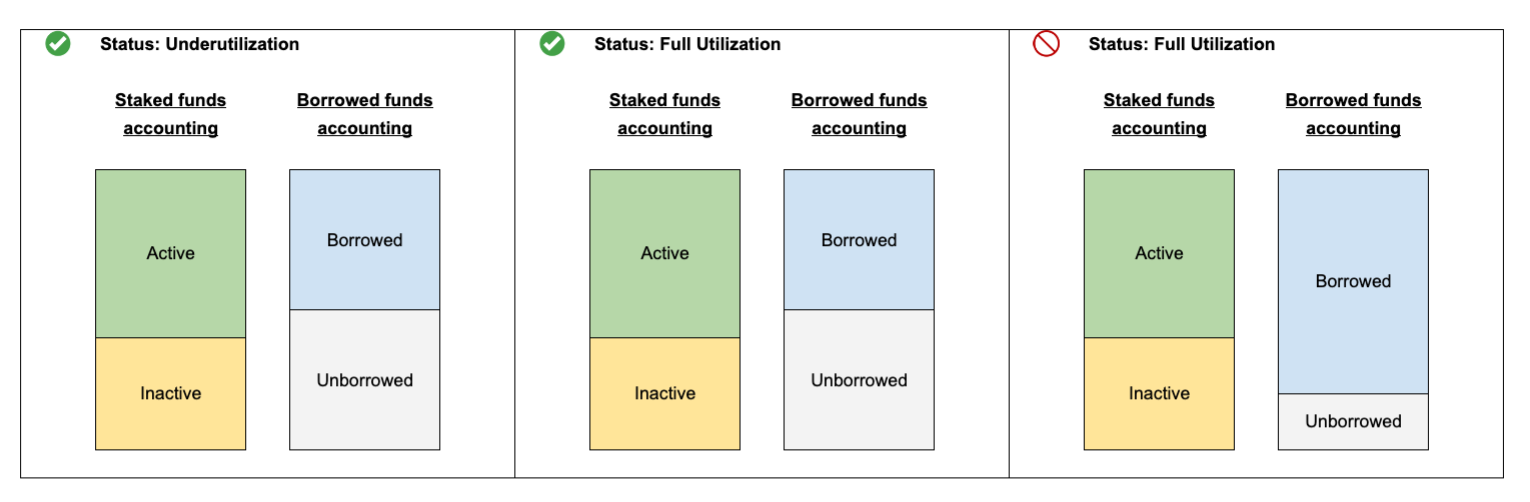 Status: Underutilization
Staked funds
accounting
Borrowed funds
accounting
Active
Inactive
Borrowed
Unborrowed
Status: Full Utilization
Staked funds
accounting
Borrowed funds
accounting
Active
Inactive
Borrowed
Unborrowed
Status: Full Utilization
Staked funds
accounting
Borrowed funds
accounting
Active
Inactive
Borrowed
Unborrowed